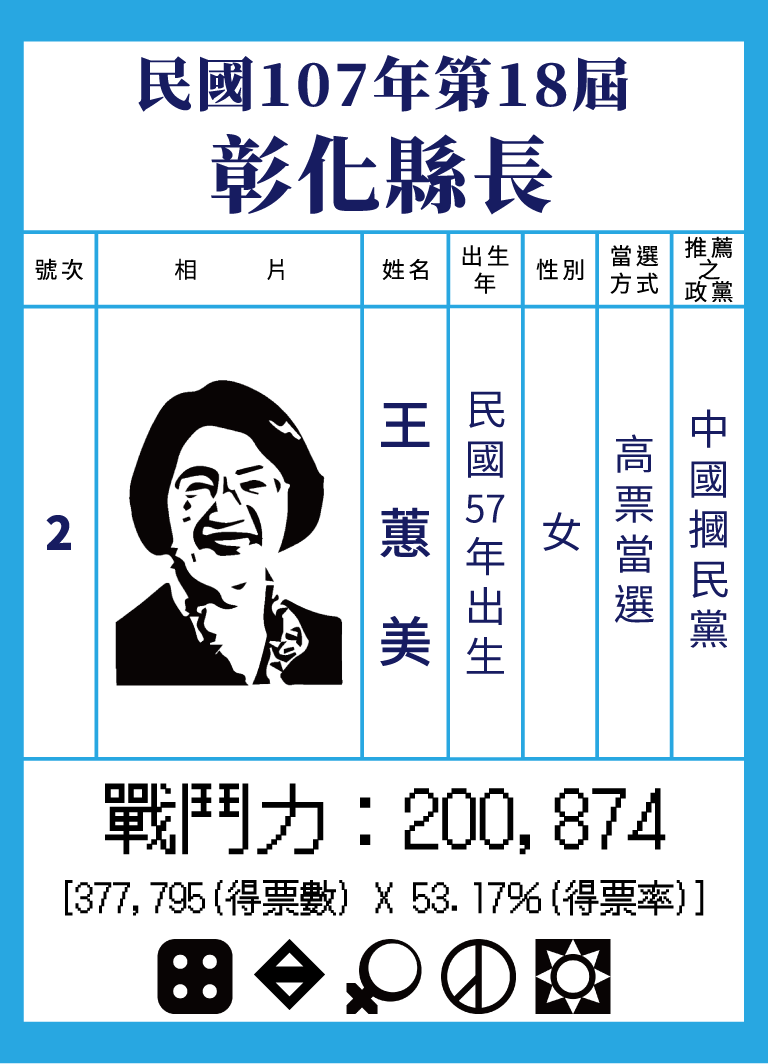 民國107年第18屆
彰化縣長
號次
相 片
姓名
出生
年
性別
當選
方式
推薦
之
政黨
2
王蕙美
民國57年出生
女
高票當選
中國摑民黨
戰鬥力：200,874
[377,795(得票數) X 53.17%(得票率)]